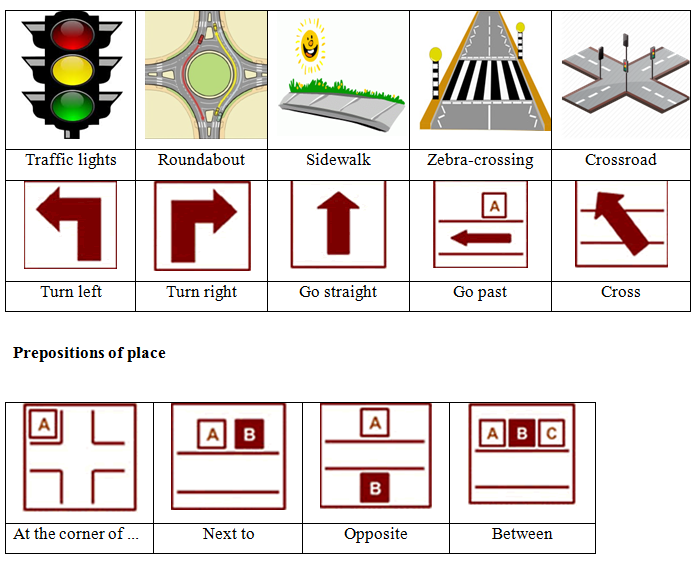 Traffic lights Roundabout Sidewalk Zebra-crossing Crossroad
A
Turn left Turn right Go straight Go past Cross
Prepositions of place
A A B A B A B C
At the corner of ... Next to Opposite Between